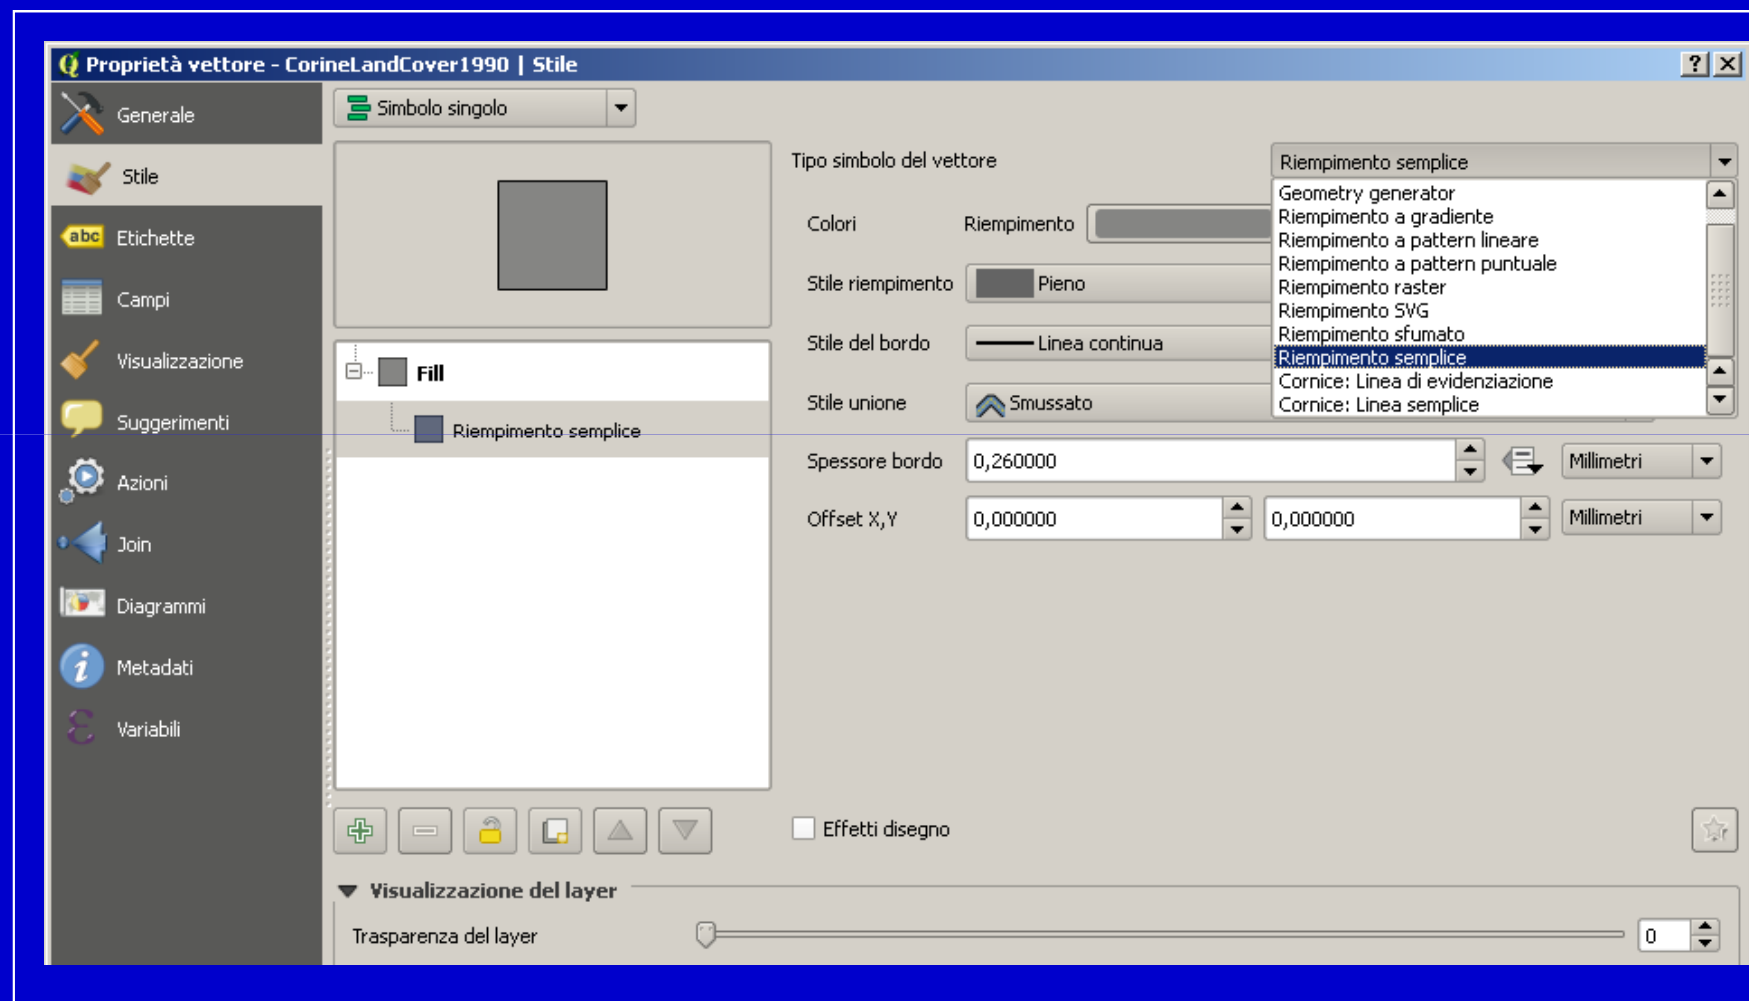 Proprietà vettore - CorineLandCover1990 | Stile
Generale
Stile
abc Etichette
Campi
Visualizzazione
Suggerimenti
Azioni
Join
Diagrammi
Metadati
Variabili
Simbolo singolo
Fill
Riempimento semplice
Tipo simbolo del vettore
Riempimento semplice
Geometry generator
Riempimento a gradiente
Riempimento a pattern lineare
Riempimento a pattern puntuale
Riempimento raster
Riempimento SVG
Riempimento sfumato
Riempimento semplice
Cornice: Linea di evidenziazione
Cornice: Linea semplice
Colori Riempimento
Stile riempimento Pieno
Stile del bordo Linea continua
Stile unione Smussato
Spessore bordo 0,260000 Millimetri
Offset X,Y 0,000000 0,000000 Millimetri
Effetti disegno
Visualizzazione del layer
Trasparenza del layer 0